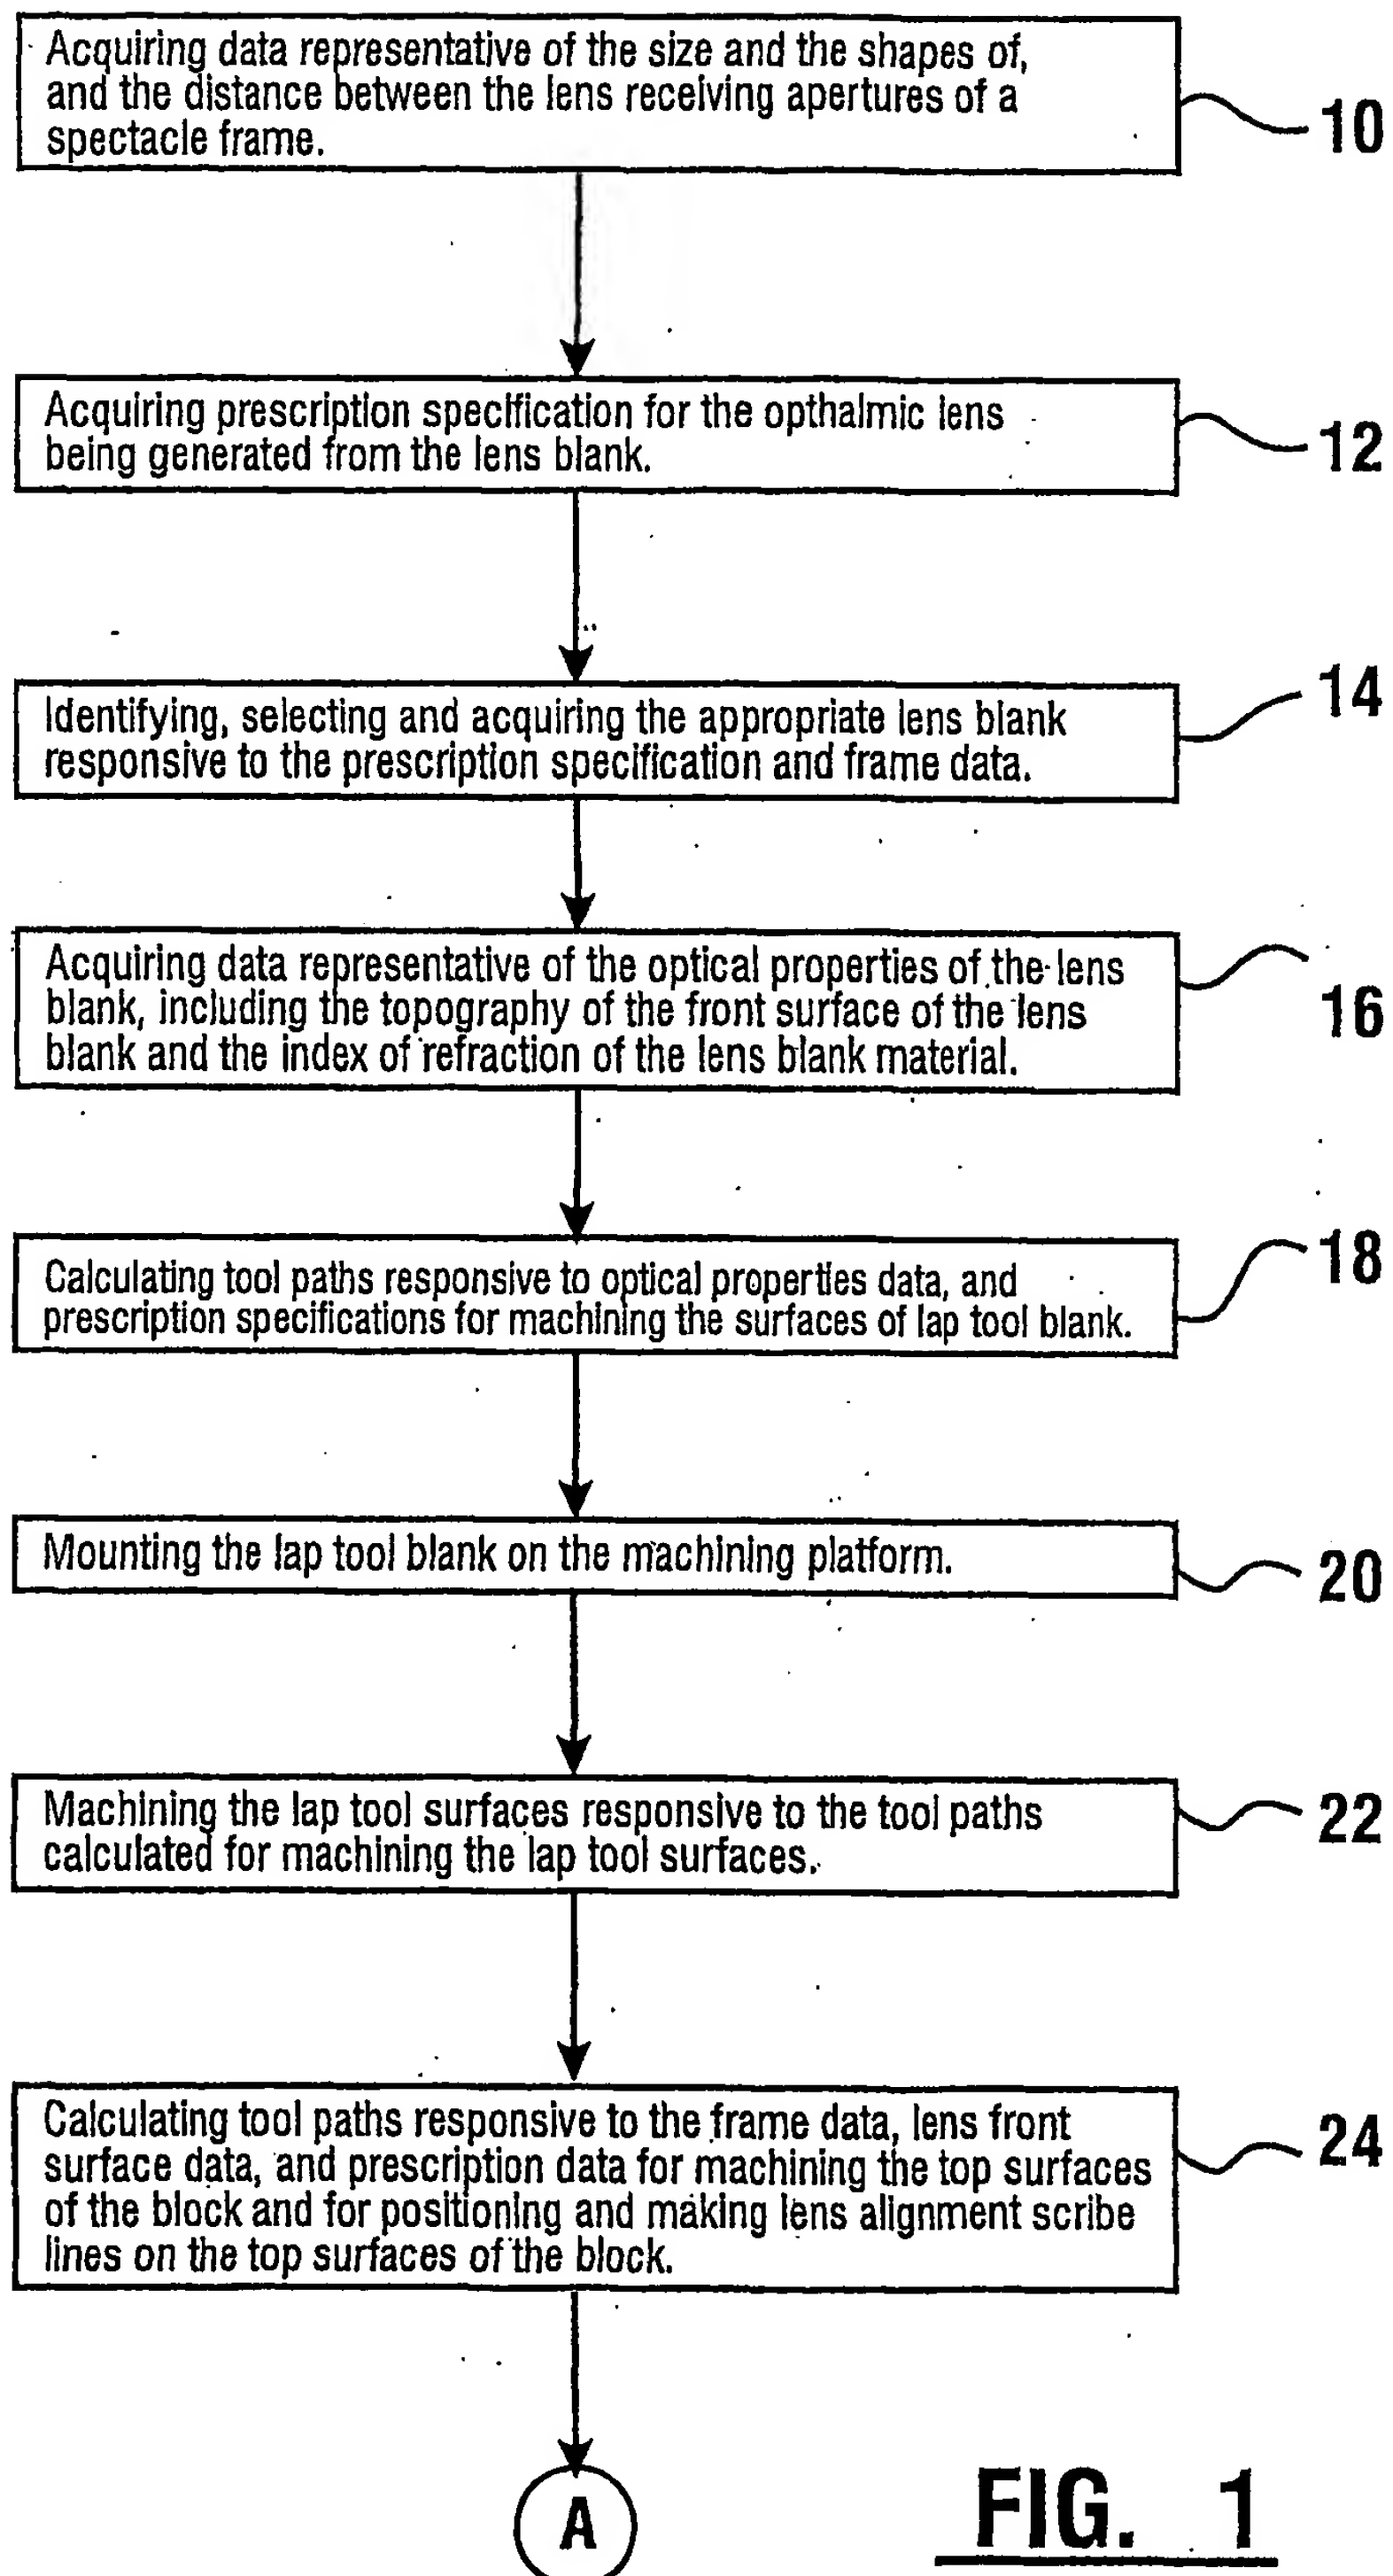 Acquiring data representative of the size and the shapes of,
and the distance between the lens receiving apertures of a
spectacle frame.
10
Acquiring prescription specification for the opthalmic lens
being generated from the lens blank.
12
Identifying, selecting and acquiring the appropriate lens blank
responsive to the prescription specification and frame data.
14
Acquiring data representative of the optical properties of the lens
blank, including the topography of the front surface of the lens
blank and the index of refraction of the lens blank material.
16
Calculating tool paths responsive to optical properties data, and
prescription specifications for machining the surfaces of lap tool blank.
18
Mounting the lap tool blank on the machining platform.
20
Machining the lap tool surfaces responsive to the tool paths
calculated for machining the lap tool surfaces.
22
Calculating tool paths responsive to the frame data, lens front
surface data, and prescription data for machining the top surfaces
of the block and for positioning and making lens alignment scribe
lines on the top surfaces of the block.
24
A
FIG. 1